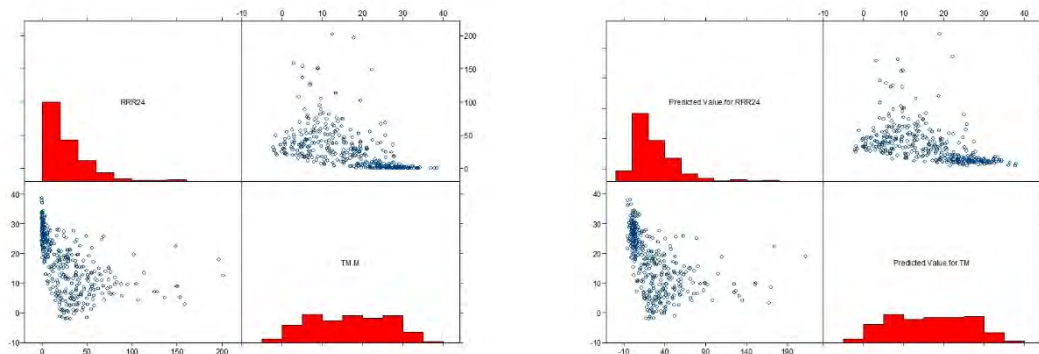 -10 0 10 20 30 40
RRR24
200
150
100
50
0
40
30
20
10
0
-10
TM.M
0 50 100 150 200
-10 0 10 20 30 40
Predicted.Value.for.RRR24
40
30
20
10
0
-10
Predicted.Value.for.TM
-10 40 90 140 190